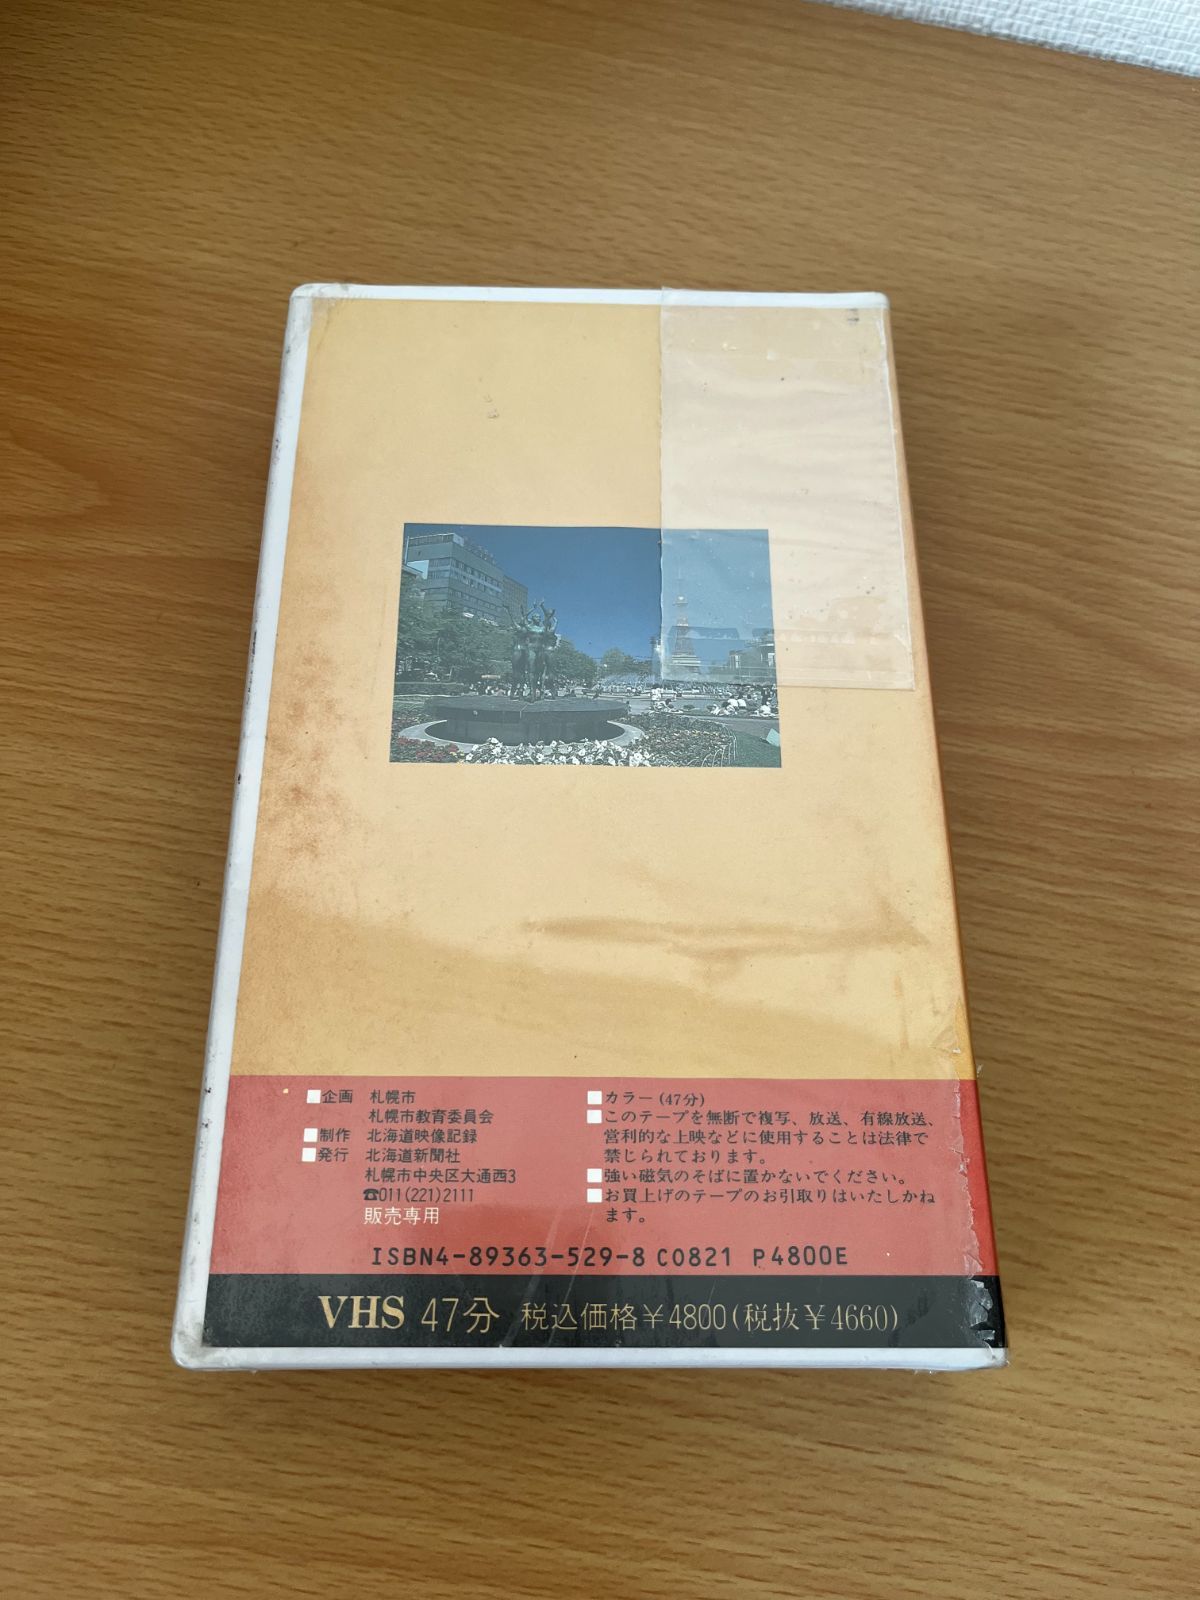 ■企画 札幌市
札幌市教育委員会
■制作 北海道映像記録
■発行 北海道新聞社
札幌市中央区大通西3
☎011(221)2111
販売専用
■カラー(47分)
■このテープを無断で複写、放送、有線放送、
営利的な上映などに使用することは法律で
禁じられております。
■強い磁気のそばに置かないでください。
■お買上げのテープのお引取りはいたしかね
ます。
ISBN4-89363-529-8 C0821 P4800E
VHS 47分 税込価格￥4800(税抜￥4660)